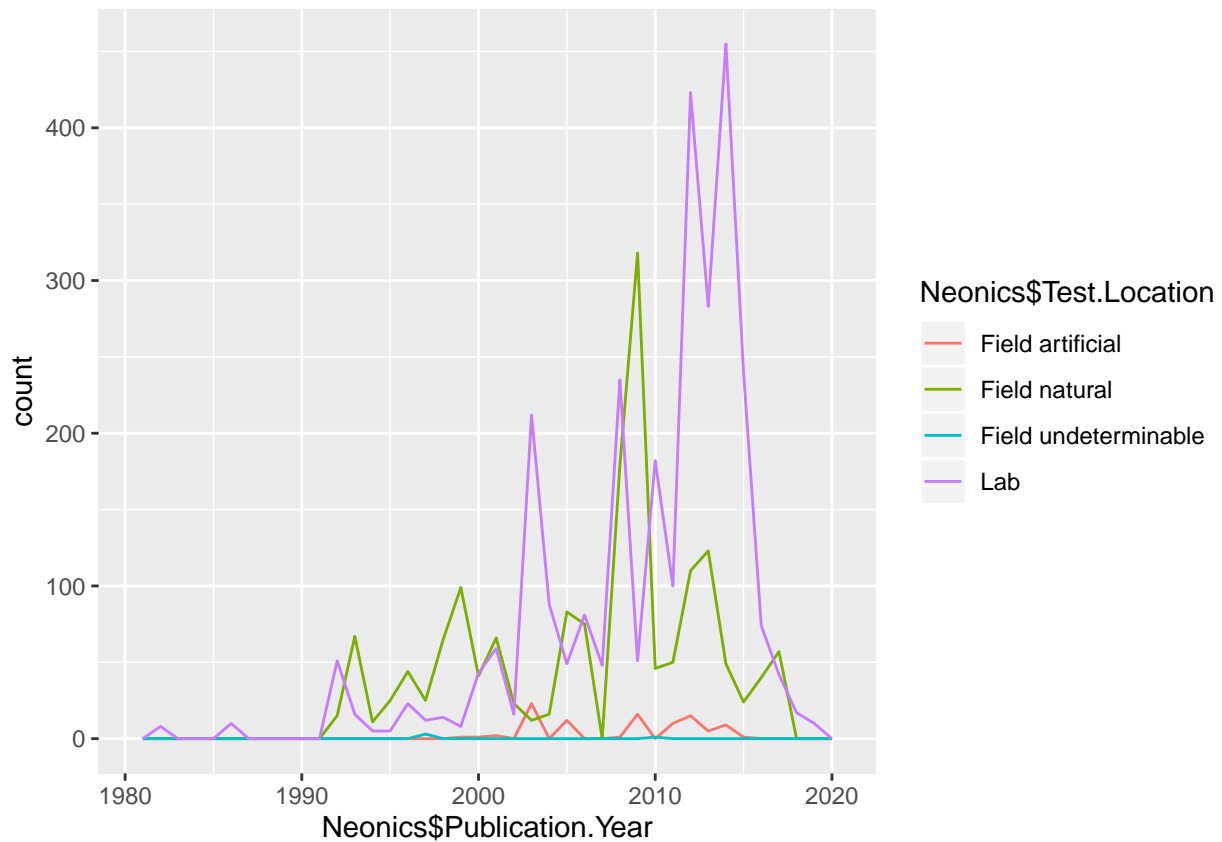 count
400
300
200
100
0
1980
1990
2000
2010
2020
Neonics$Publication.Year
Neonics$Test.Location
Field artificial
Field natural
Field undeterminable
Lab